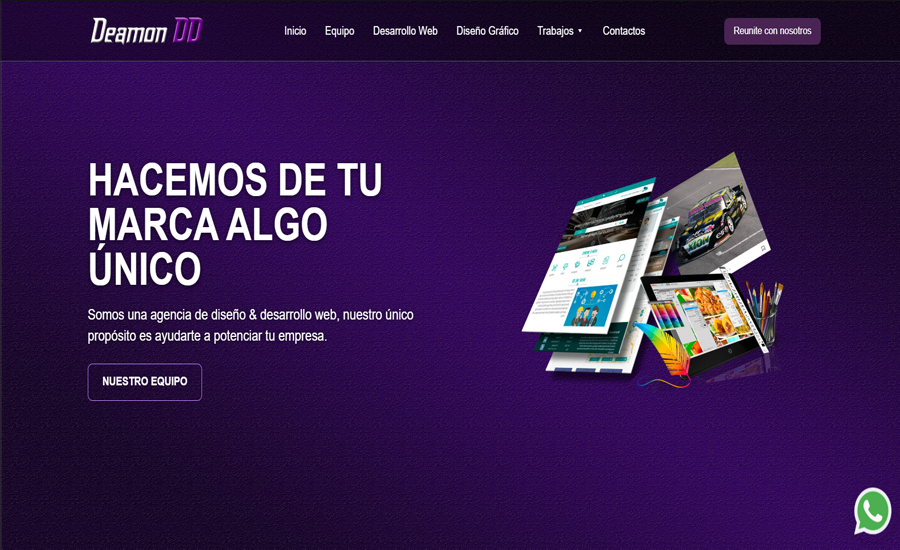 Deamon DD
Inicio
Equipo
Desarrollo Web
Diseño Gráfico
Trabajos
Contactos
Reunite con nosotros
HACEMOS DE TU
MARCA ALGO
ÚNICO
Somos una agencia de diseño & desarrollo web, nuestro único
propósito es ayudarte a potenciar tu empresa.
NUESTRO EQUIPO